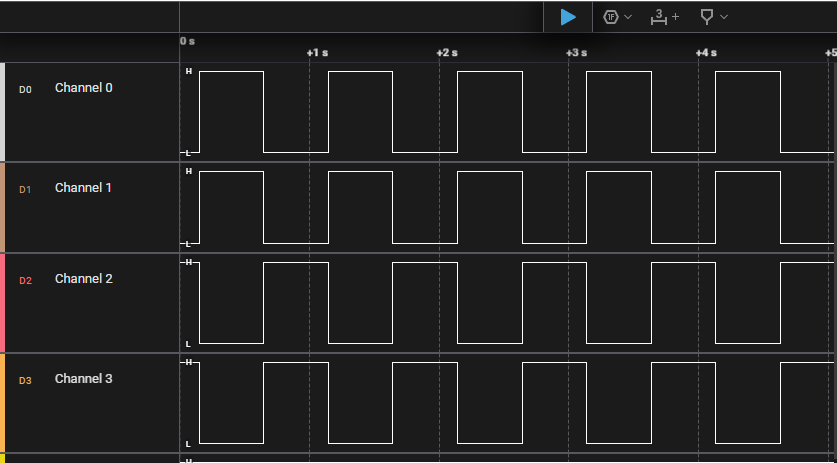 1F 3 +
0 s
+1 s +2 s +3 s +4 s +5
H
D0 Channel 0
L
H
D1 Channel 1
L
H
D2 Channel 2
L
H
D3 Channel 3
L
H